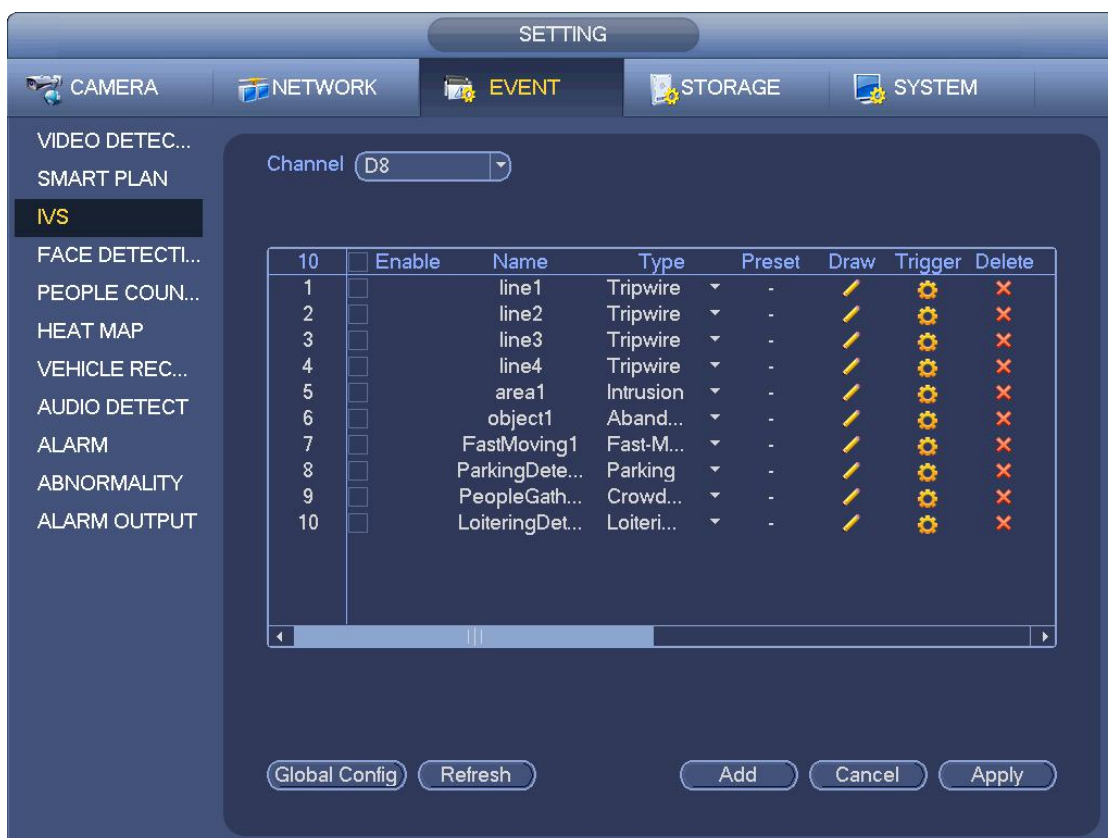 SETTING
CAMERA NETWORK EVENT STORAGE SYSTEM
VIDEO DETEC...
SMART PLAN
IVS
FACE DETECTI...
PEOPLE COUN...
HEAT MAP
VEHICLE REC...
AUDIO DETECT
ALARM
ABNORMALITY
ALARM OUTPUT
Channel D8
10 Enable Name Type Preset Draw Trigger Delete
1 line1 Tripwire -
2 line2 Tripwire -
3 line3 Tripwire -
4 line4 Tripwire -
5 area1 Intrusion -
6 object1 Aband... -
7 FastMoving1 Fast-M... -
8 ParkingDete... Parking -
9 PeopleGath... Crowd... -
10 LoiteringDet... Loiteri... -
Global Config Refresh Add Cancel Apply